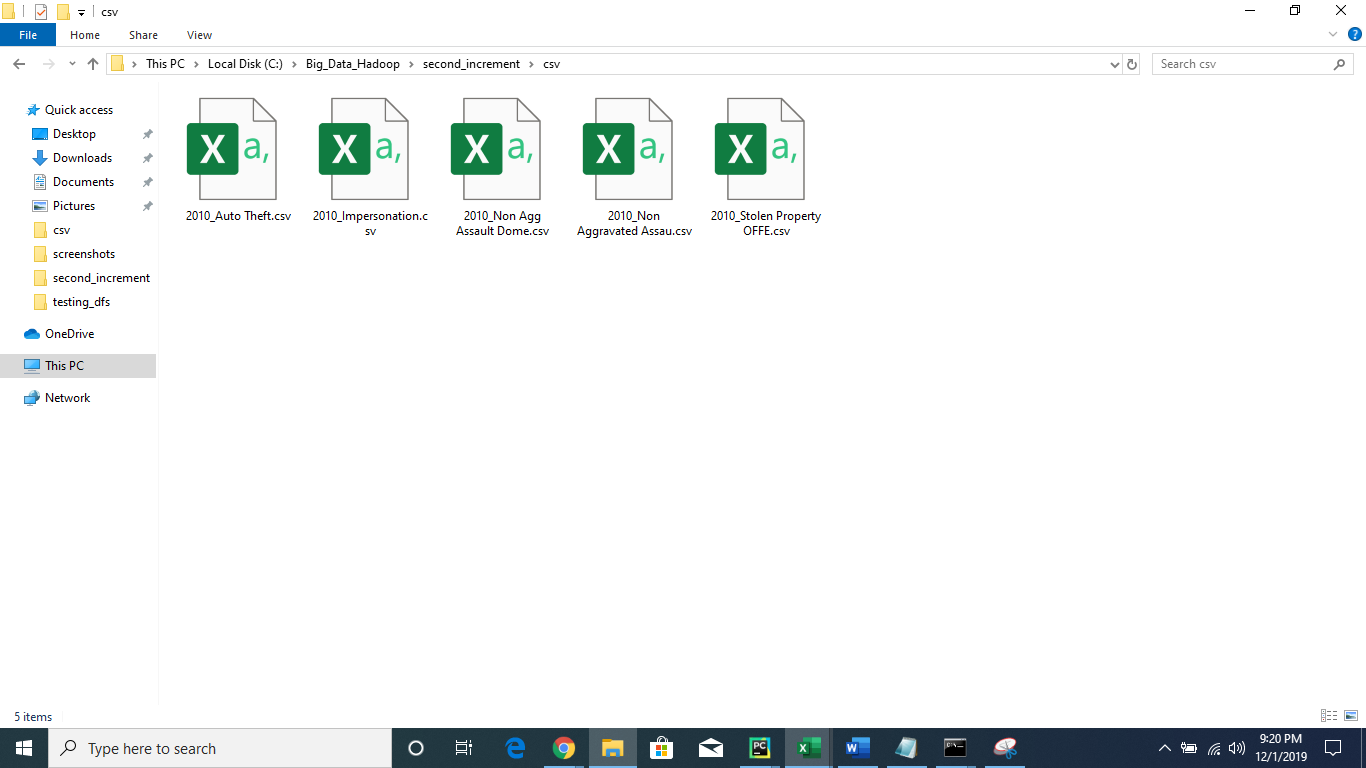 csv
File Home Share View
This PC Local Disk (C:) Big_Data_Hadoop second_increment csv
Search csv
Quick access
Desktop
Downloads
Documents
Pictures
csv
screenshots
second_increment
testing_dfs
OneDrive
This PC
Network
X a, X a, X a, X a, X a,
2010_Auto Theft.csv
2010_Impersonation.c
sv
2010_Non Agg
Assault Dome.csv
2010_Non
Aggravated Assau.csv
2010_Stolen Property
OFFE.csv
5 items
Type here to search
PC
X
W
9:20 PM
12/1/2019